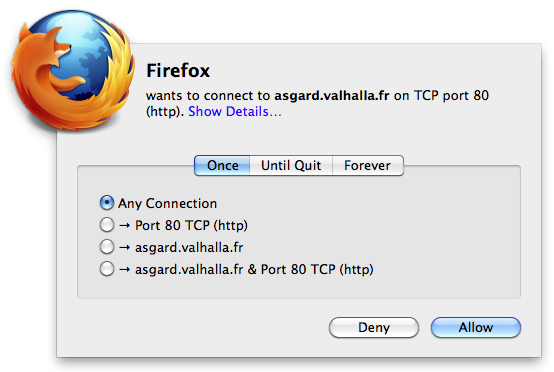 Firefox
wants to connect to asgard.valhalla.fr on TCP port 80
(http). Show Details...
Once Until Quit Forever
Any Connection
→ Port 80 TCP (http)
→ asgard.valhalla.fr
→ asgard.valhalla.fr & Port 80 TCP (http)
Deny Allow